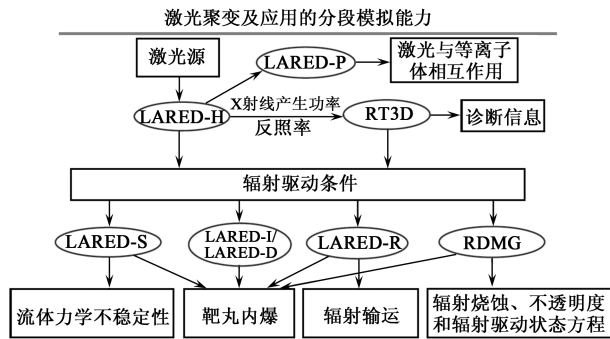 激光聚变及应用的分段模拟能力
激光源
LARED-P
激光与等离子
体相互作用
LARED-H
X射线产生功率
反照率
RT3D
诊断信息
辐射驱动条件
LARED-S
LARED-I/
LARED-D
LARED-R
RDMG
流体力学不稳定性
靶丸内爆
辐射输运
辐射烧蚀、不透明度
和辐射驱动状态方程